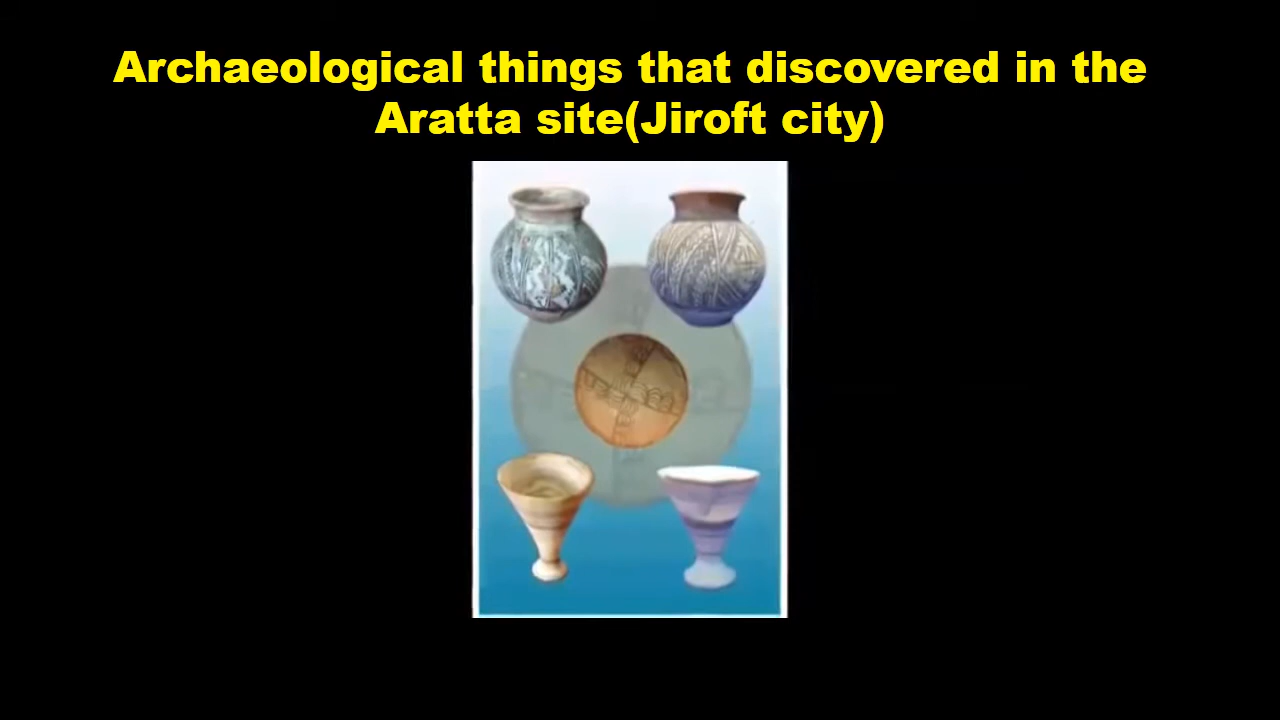 Archaeological things that discovered in the
Aratta site(Jiroft city)